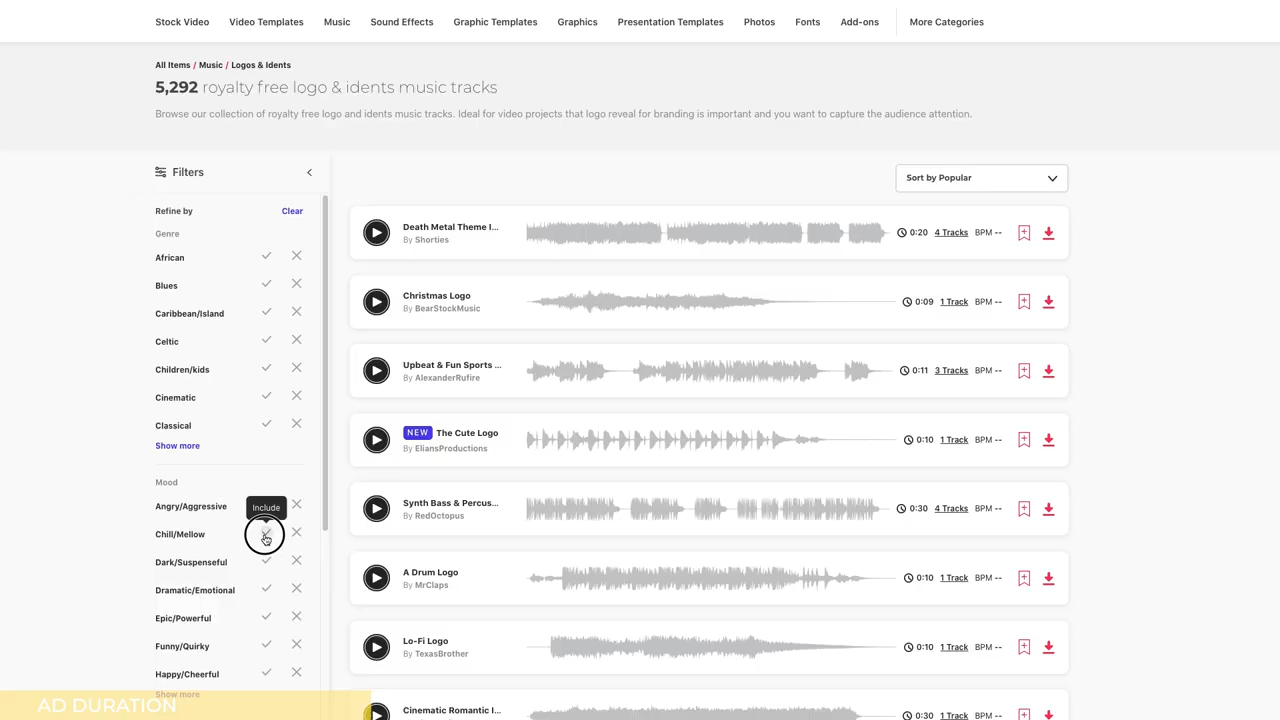 Stock Video Video Templates Music Sound Effects Graphic Templates Graphics Presentation Templates Photos Fonts Add-ons More Categories
All Items / Music / Logos & Idents
5,292 royalty free logo & idents music tracks
Browse our collection of royalty free logo and idents music tracks. Ideal for video projects that logo reveal for branding is important and you want to capture the audience attention.
Filters
Sort by Popular
Refine by Clear
Genre
African
Blues
Caribbean/Island
Celtic
Children/kids
Cinematic
Classical
Show more
Mood
Angry/Aggressive
Include
Chill/Mellow
Dark/Suspenseful
Dramatic/Emotional
Epic/Powerful
Funny/Quirky
Happy/Cheerful
Show more
Death Metal Theme I...
By Shorties
0:20 4 Tracks BPM --
Christmas Logo
By BearStockMusic
0:09 1 Track BPM --
Upbeat & Fun Sports ...
By AlexanderRufire
0:11 3 Tracks BPM --
NEW The Cute Logo
By EliansProductions
0:10 1 Track BPM --
Synth Bass & Percus...
By RedOctopus
0:30 4 Tracks BPM --
A Drum Logo
By MrClaps
0:10 1 Track BPM --
Lo-Fi Logo
By TexasBrother
0:10 1 Track BPM --
Cinematic Romantic I...
0:30 1 Track BPM --
AD DURATION